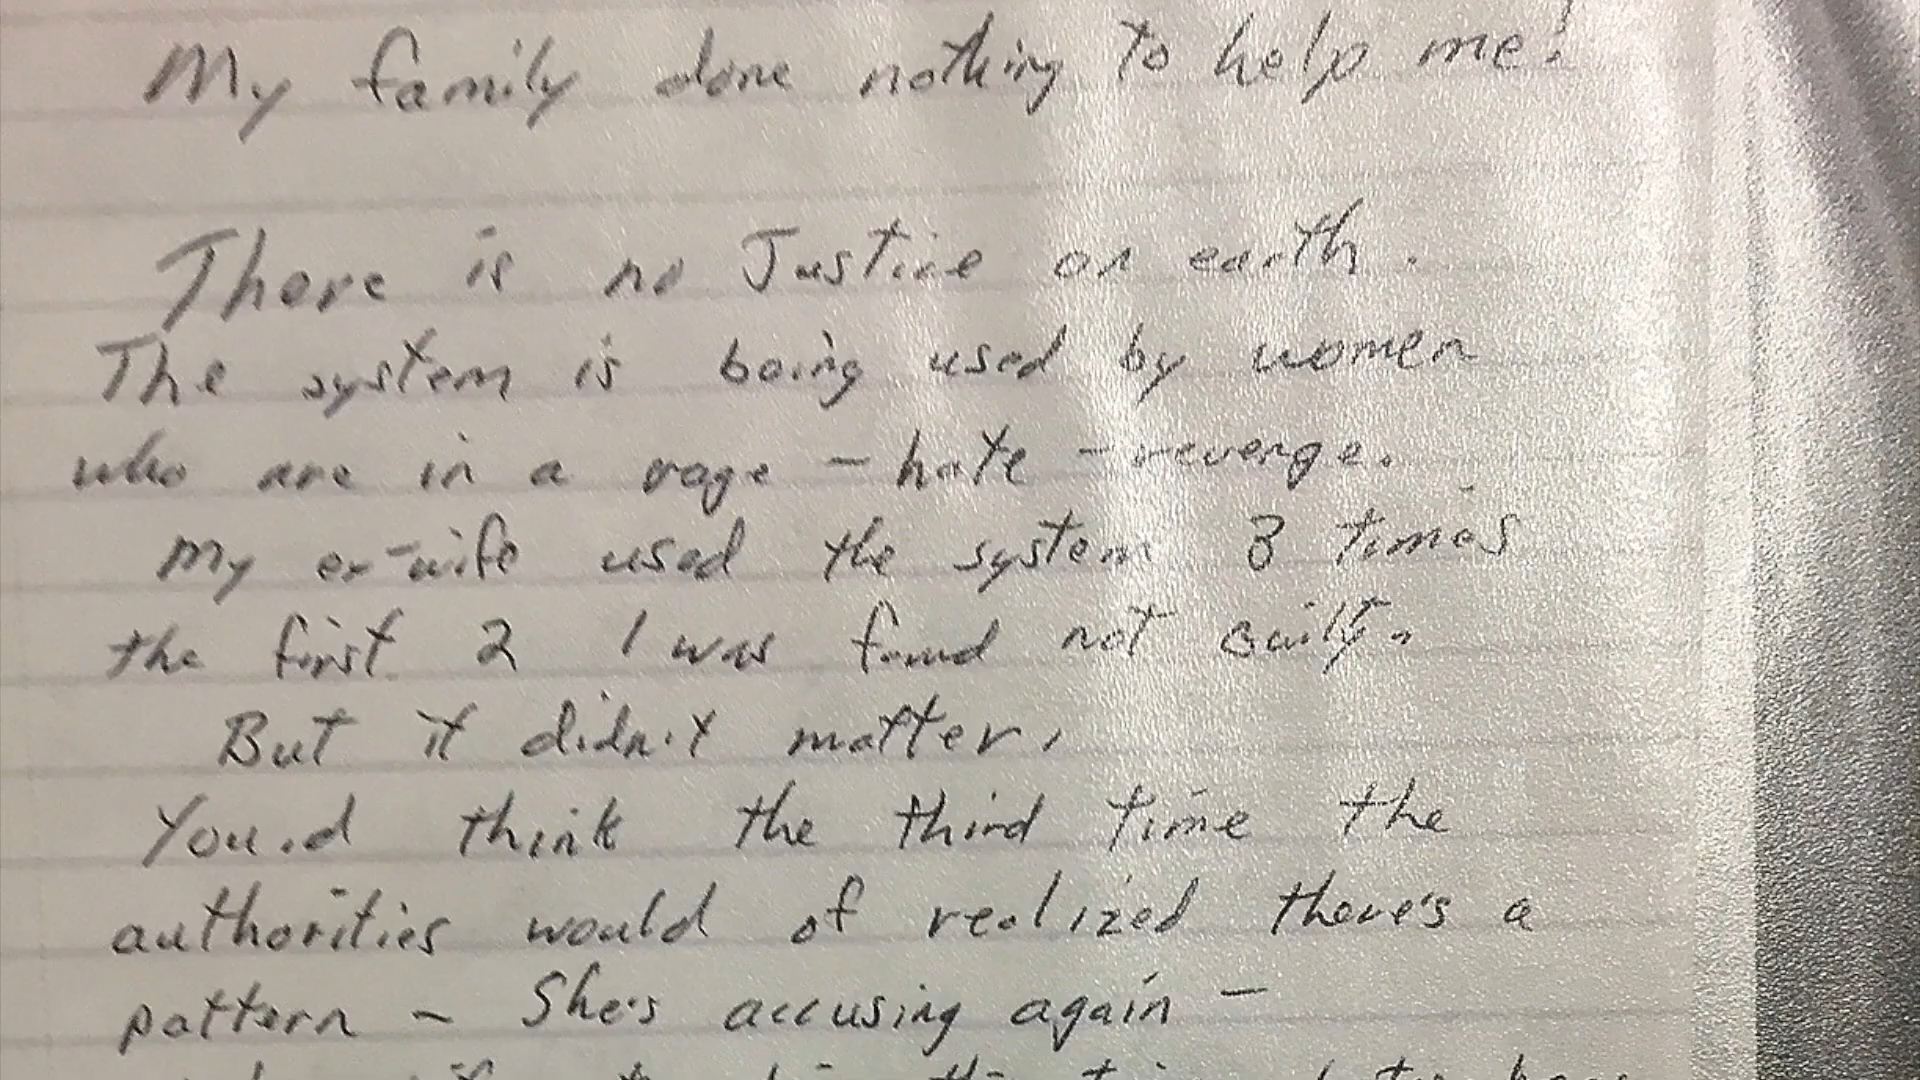 My family done nothing to help me!
There is no Justice on earth.
The system is being used by women
who are in a rage - hate - revenge.
My ex-wife used the system 3 times
the first 2 I was found not Guilty.
But it didn't matter,
You.d think the third time the
authorities would of realized there's a
pattern - She's accusing again -